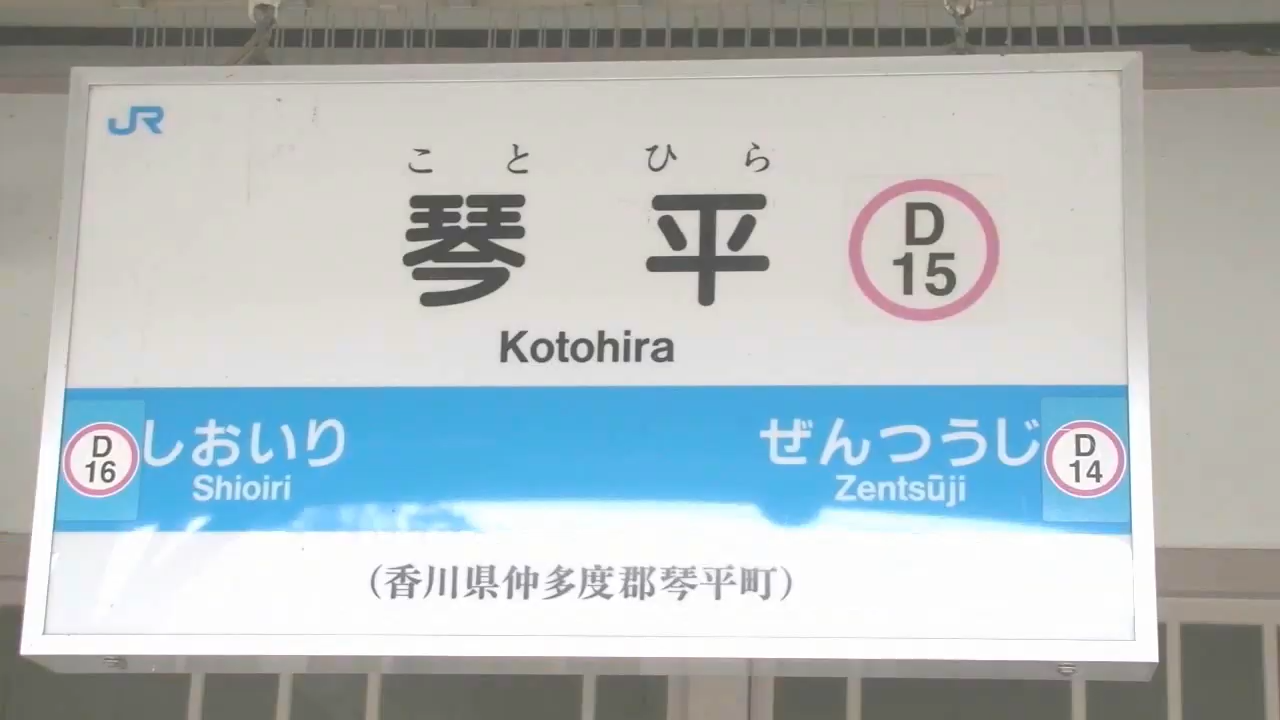 JR
こ と ひ ら
琴 平
D
15
Kotohira
D
16
しおいり
Shioiri
ぜんつうじ
Zentsūji
D
14
(香川県仲多度郡琴平町)